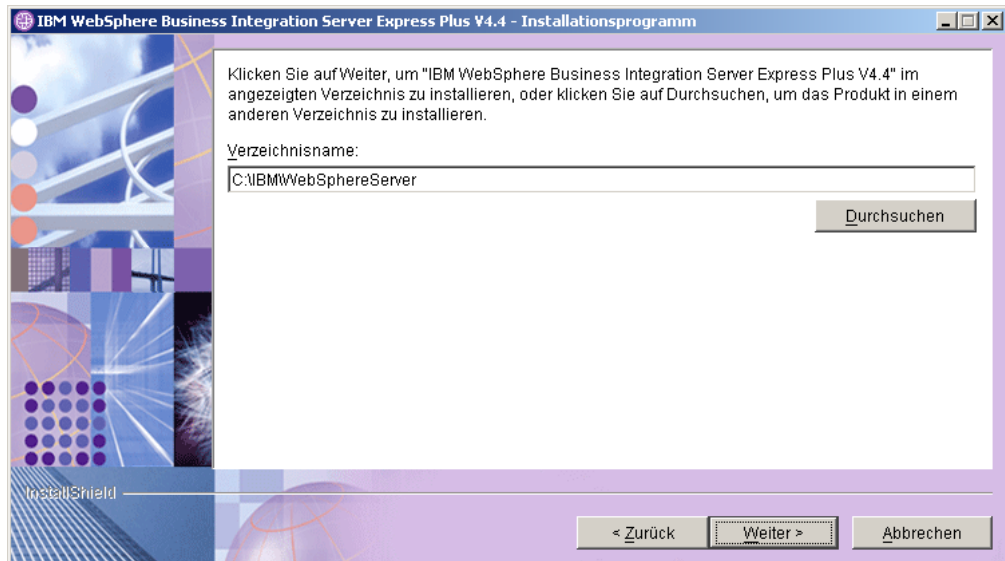 IBM WebSphere Business Integration Server Express Plus V4.4 - Installationsprogramm
Klicken Sie auf Weiter, um "IBM WebSphere Business Integration Server Express Plus V4.4" im
angezeigten Verzeichnis zu installieren, oder klicken Sie auf Durchsuchen, um das Produkt in einem
anderen Verzeichnis zu installieren.
Verzeichnisname:
C:\IBM\WebSphereServer
Durchsuchen
InstallShield
< Zurück
Weiter >
Abbrechen